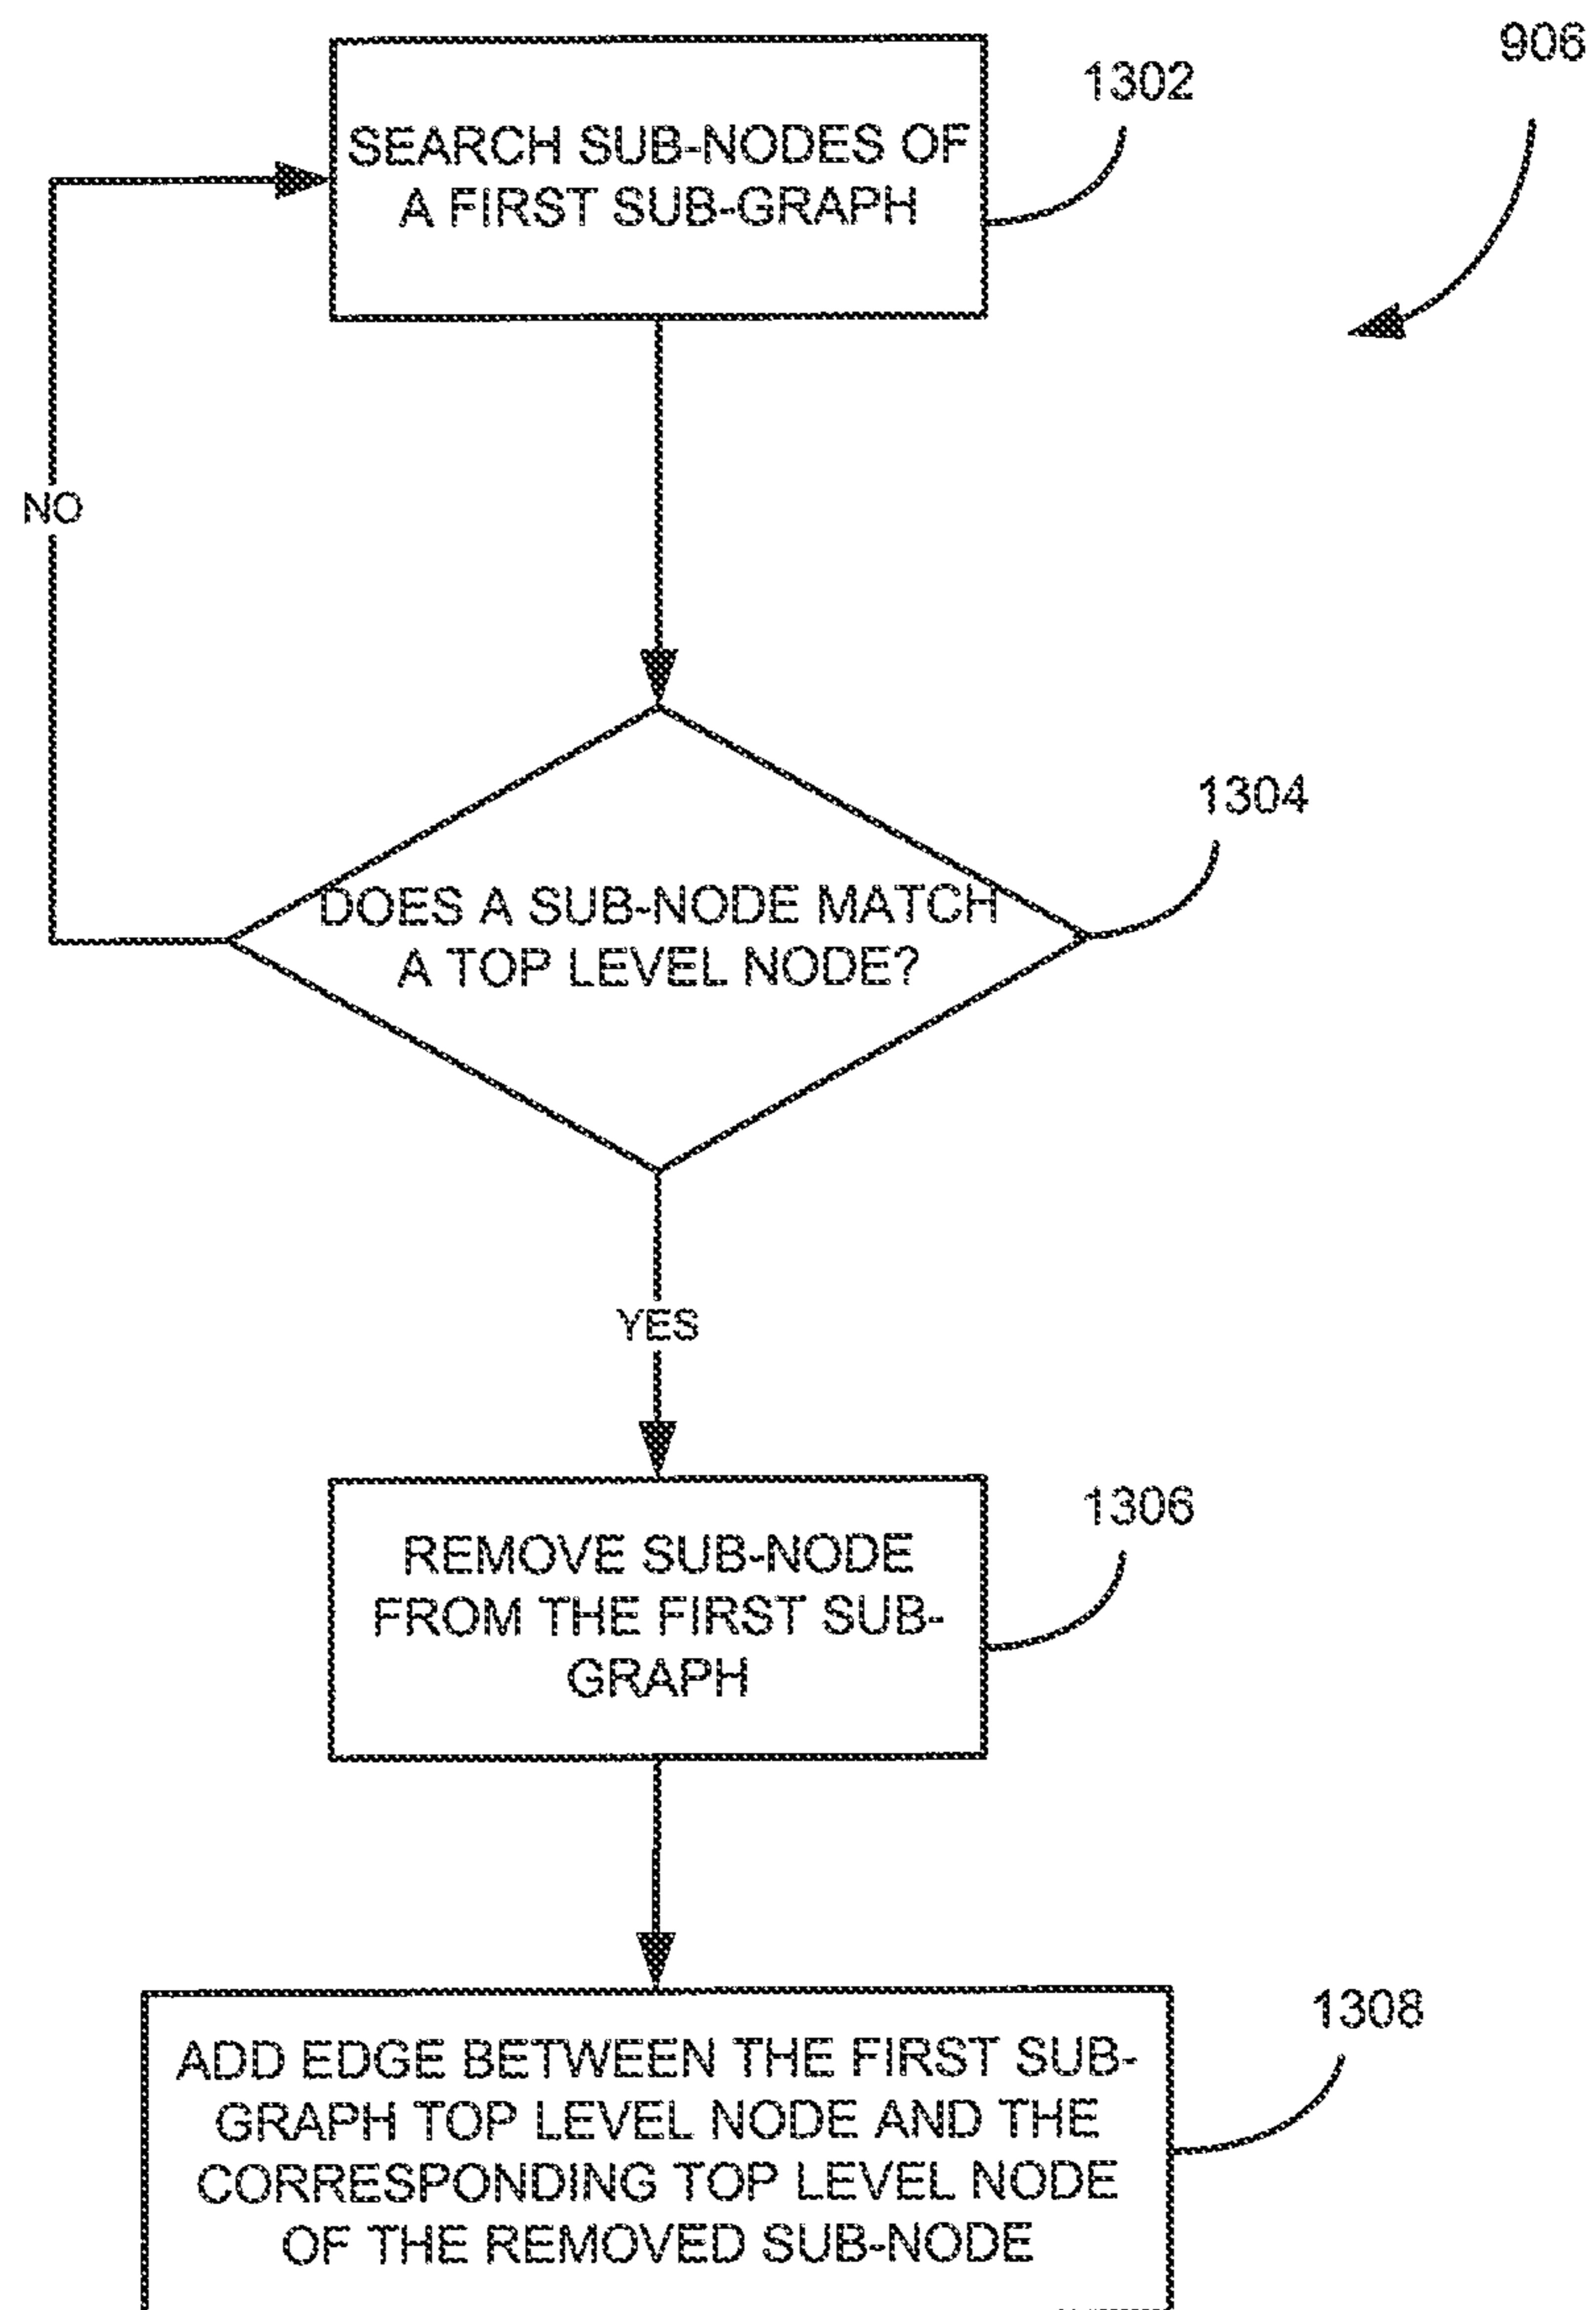 906
1302
SEARCH SUB-NODES OF
A FIRST SUB-GRAPH
NO
1304
DOES A SUB-NODE MATCH
A TOP LEVEL NODE?
YES
1306
REMOVE SUB-NODE
FROM THE FIRST SUB-
GRAPH
1308
ADD EDGE BETWEEN THE FIRST SUB-
GRAPH TOP LEVEL NODE AND THE
CORRESPONDING TOP LEVEL NODE
OF THE REMOVED SUB-NODE